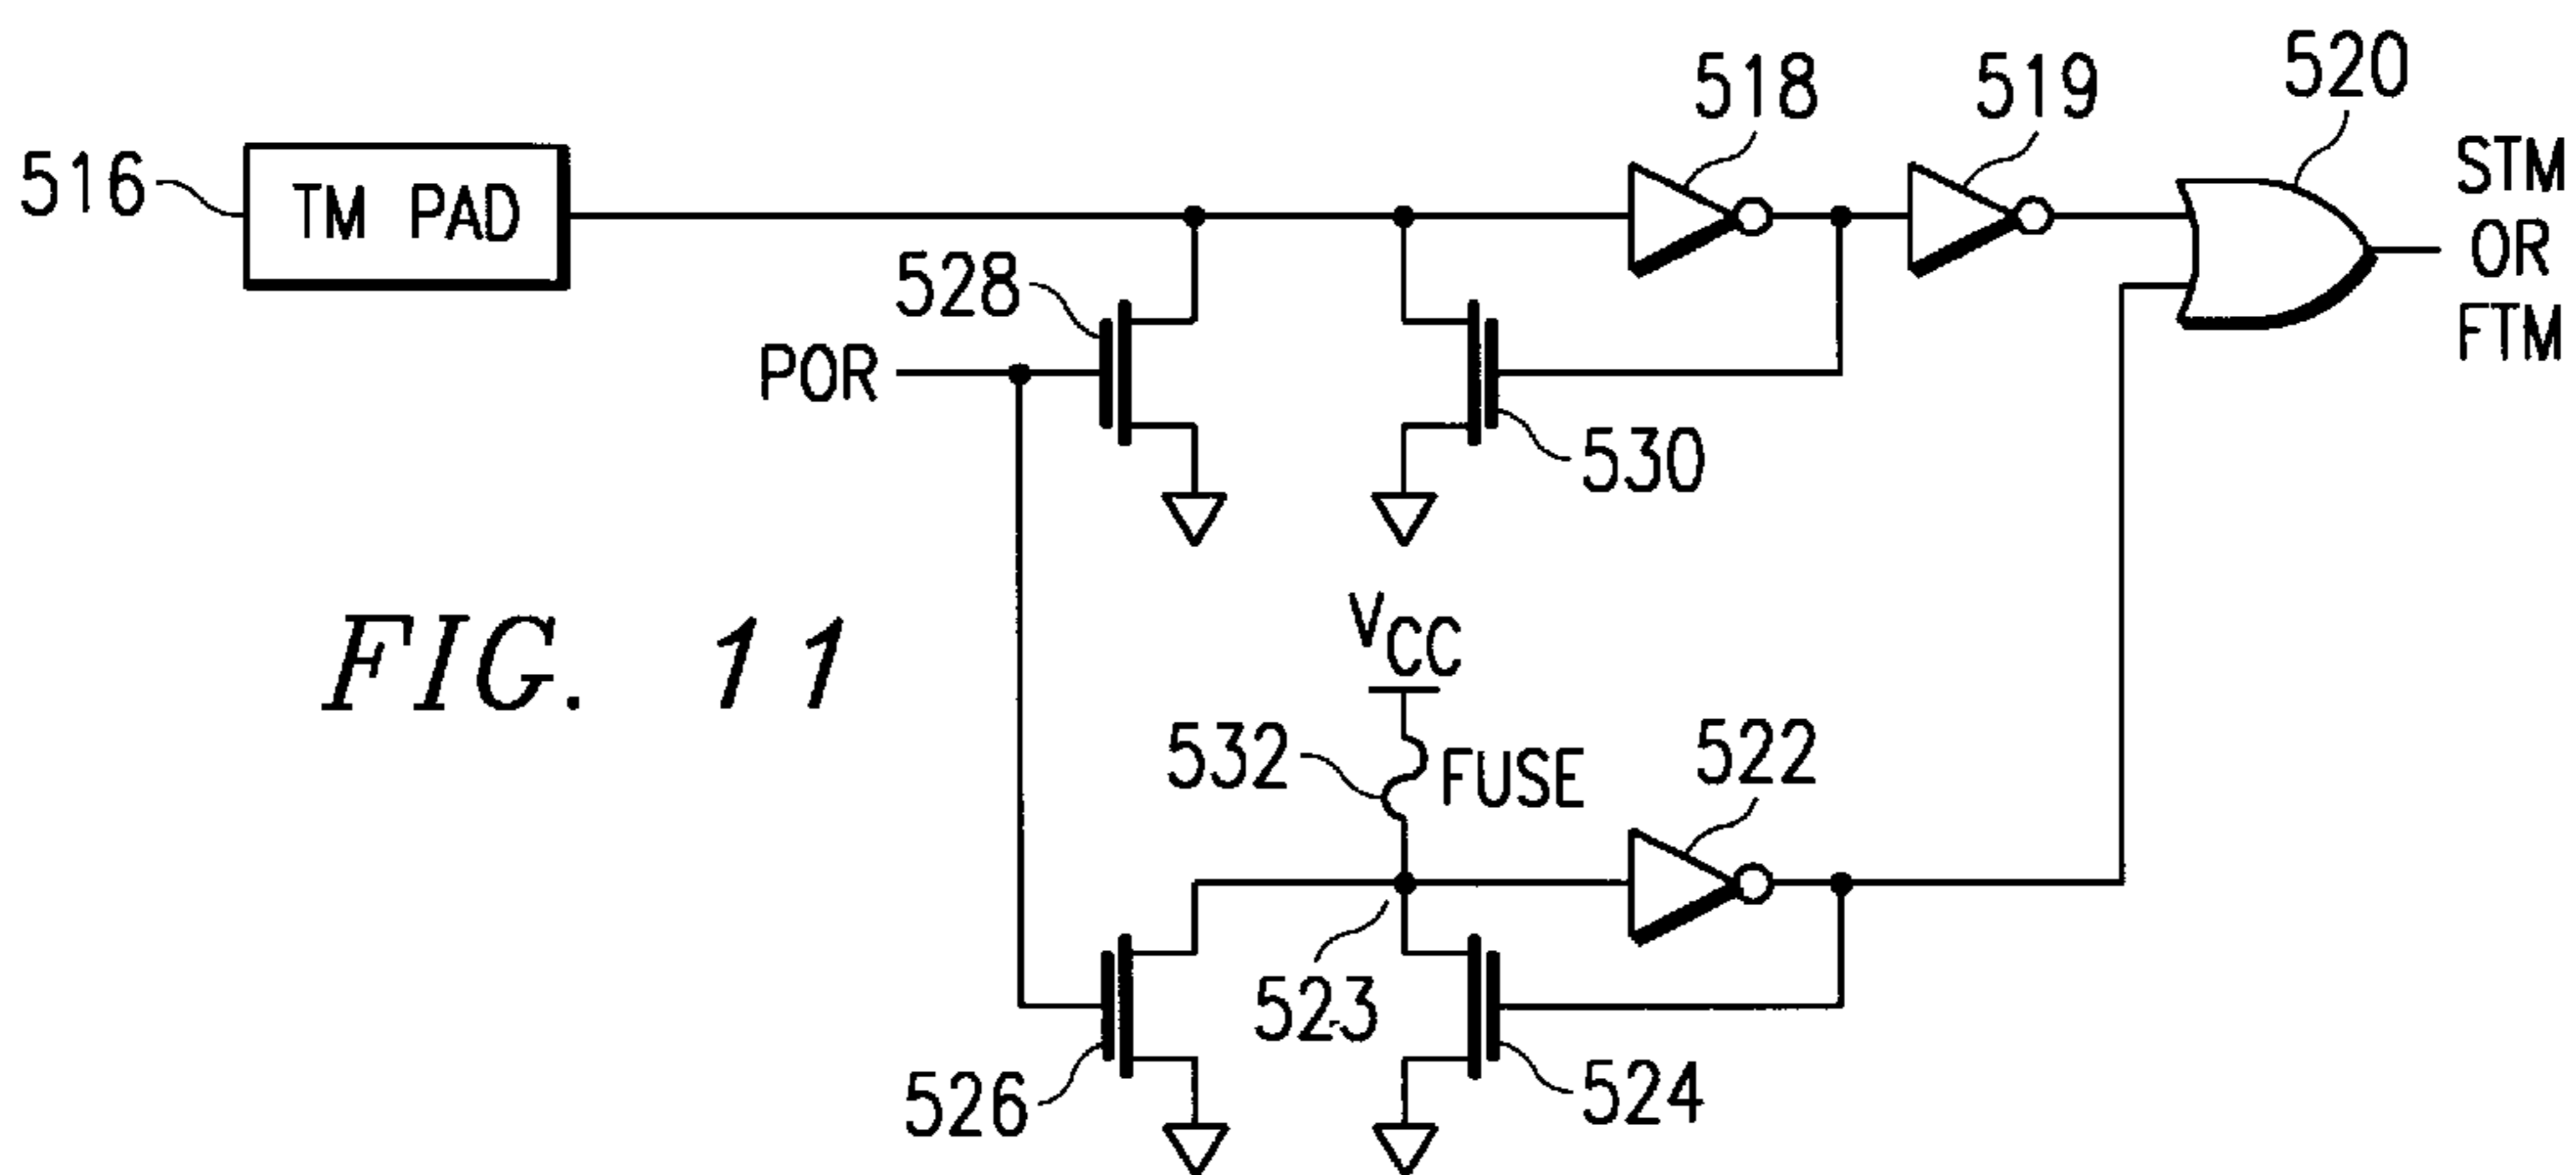 518
519
520
516
TM PAD
STM
OR
FTM
528
POR
530
FIG. 11
VCC
532
FUSE
522
523
526
524